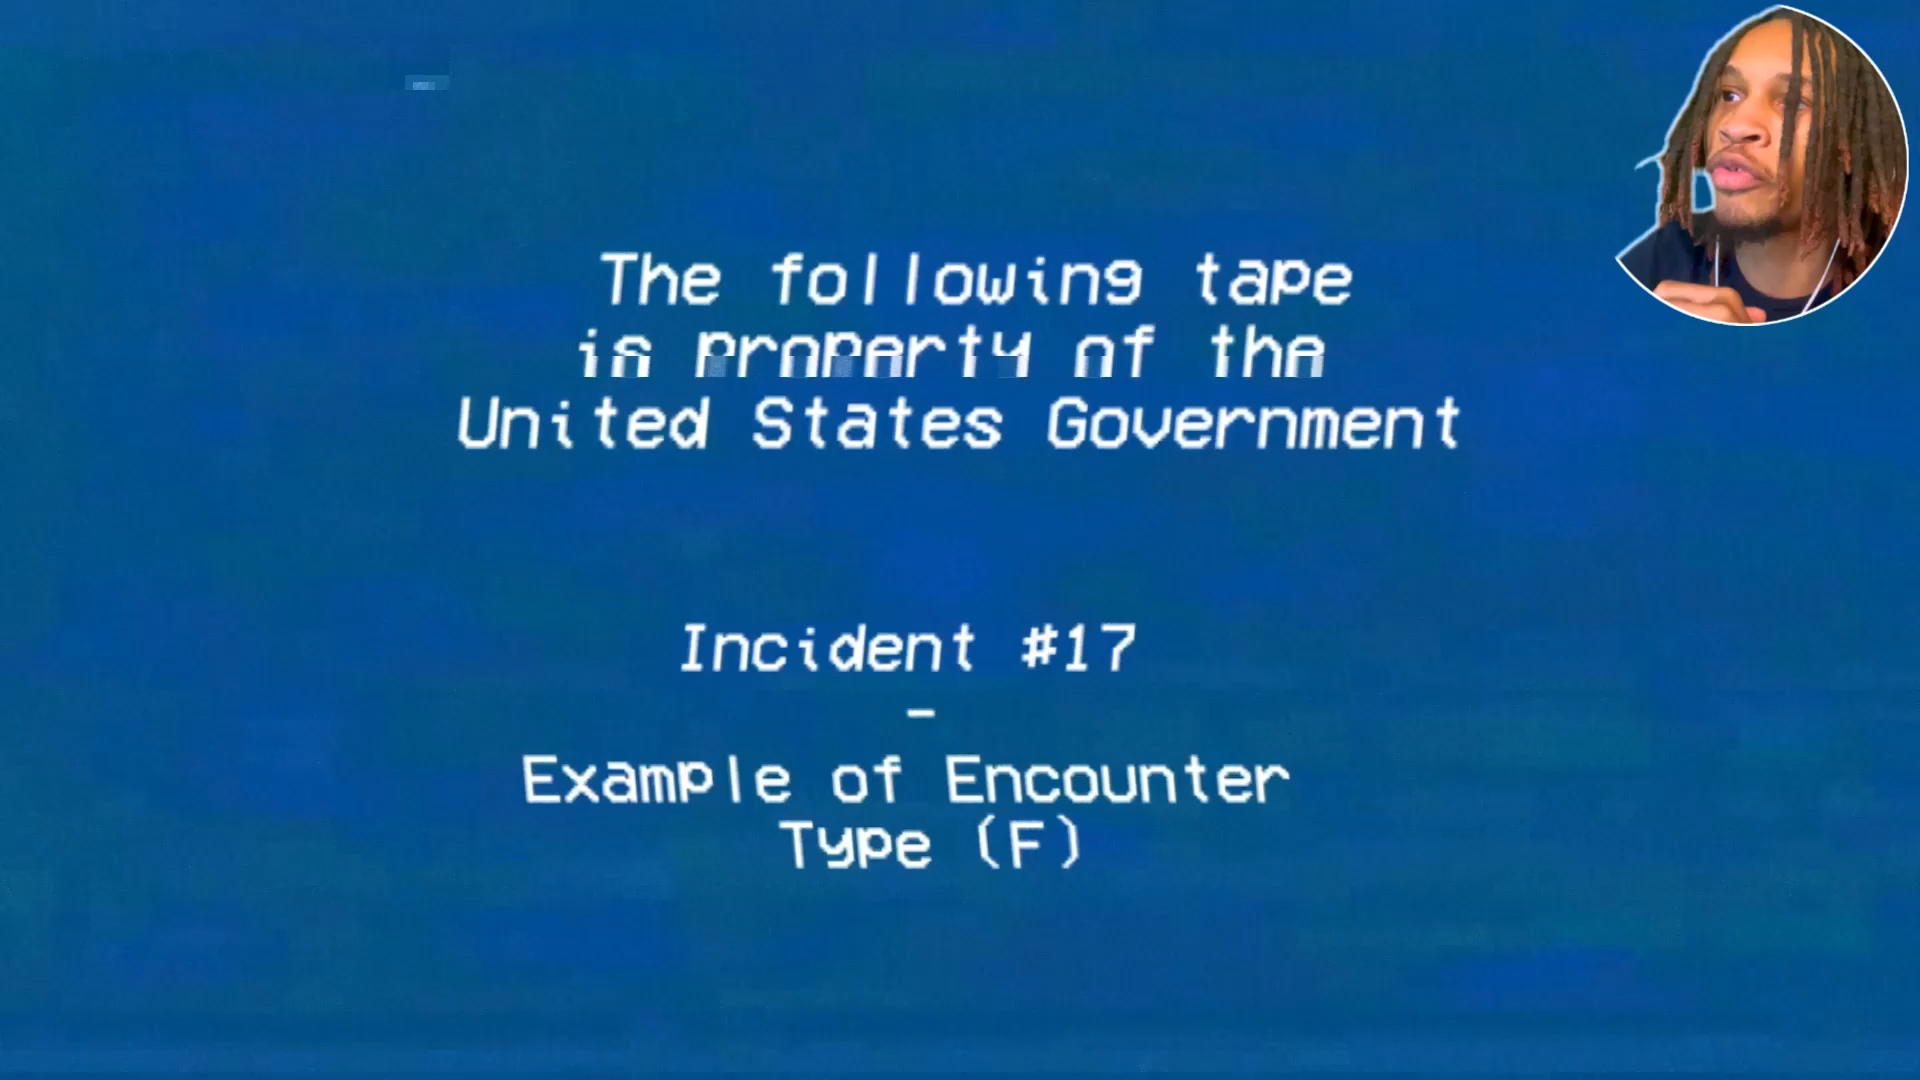 The following tape
is property of the
United States Government
Incident #17
-
Example of Encounter
Type (F)